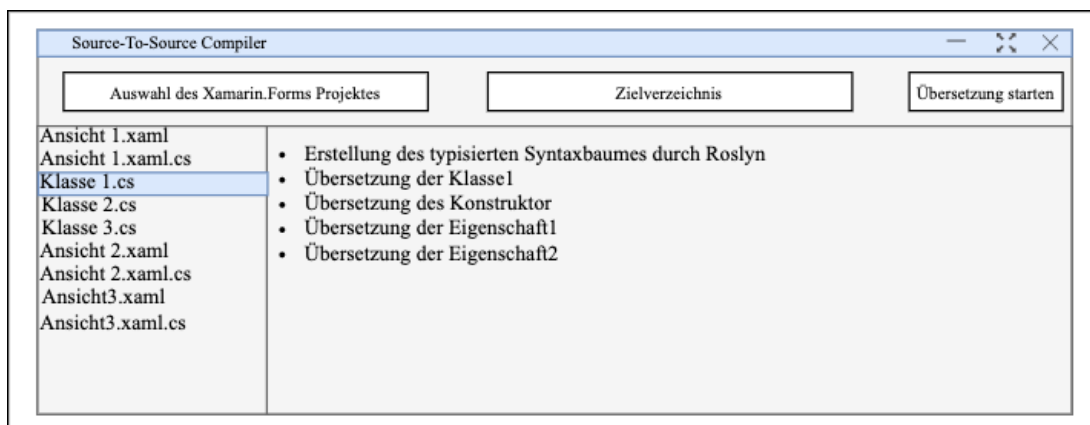 Source-To-Source Compiler
Auswahl des Xamarin.Forms Projektes
Zielverzeichnis
Übersetzung starten
Ansicht 1.xaml
Ansicht 1.xaml.cs
Klasse 1.cs
Klasse 2.cs
Klasse 3.cs
Ansicht 2.xaml
Ansicht 2.xaml.cs
Ansicht3.xaml
Ansicht3.xaml.cs
• Erstellung des typisierten Syntaxbaumes durch Roslyn
• Übersetzung der Klasse1
• Übersetzung des Konstruktor
• Übersetzung der Eigenschaft1
• Übersetzung der Eigenschaft2